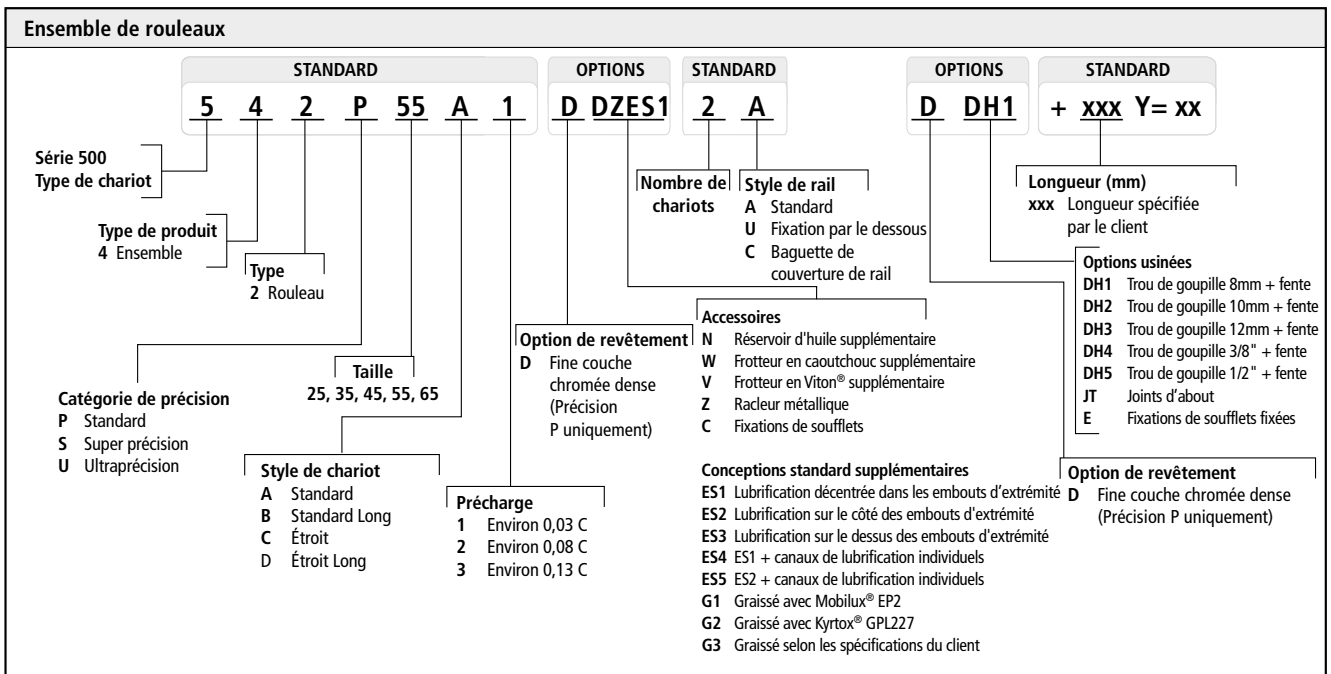 Ensemble de rouleaux
STANDARD OPTIONS STANDARD OPTIONS STANDARD
5 4 2 P 55 A 1 D DZES1 2 A D DH1 + xxx Y= xx
Série 500
Type de chariot
Type de produit
4 Ensemble
Type
2 Rouleau
Catégorie de précision
P Standard
S Super précision
U Ultraprécision
Taille
25, 35, 45, 55, 65
Style de chariot
A Standard
B Standard Long
C Étroit
D Étroit Long
Précharge
1 Environ 0,03 C
2 Environ 0,08 C
3 Environ 0,13 C
Option de revêtement
D Fine couche
chromée dense
(Précision
P uniquement)
Nombre de
chariots
Style de rail
A Standard
U Fixation par le dessous
C Baguette de
couverture de rail
Accessoires
N Réservoir d'huile supplémentaire
W Frotteur en caoutchouc supplémentaire
V Frotteur en Viton® supplémentaire
Z Racleur métallique
C Fixations de soufflets
Conceptions standard supplémentaires
ES1 Lubrification décentrée dans les embouts d’extrémité
ES2 Lubrification sur le côté des embouts d'extrémité
ES3 Lubrification sur le dessus des embouts d'extrémité
ES4 ES1 + canaux de lubrification individuels
ES5 ES2 + canaux de lubrification individuels
G1 Graissé avec Mobilux® EP2
G2 Graissé avec Kyrtox® GPL227
G3 Graissé selon les spécifications du client
Longueur (mm)
xxx Longueur spécifiée
par le client
Options usinées
DH1 Trou de goupille 8mm + fente
DH2 Trou de goupille 10mm + fente
DH3 Trou de goupille 12mm + fente
DH4 Trou de goupille 3/8" + fente
DH5 Trou de goupille 1/2" + fente
JT Joints d’about
E Fixations de soufflets fixées
Option de revêtement
D Fine couche chromée dense
(Précision P uniquement)